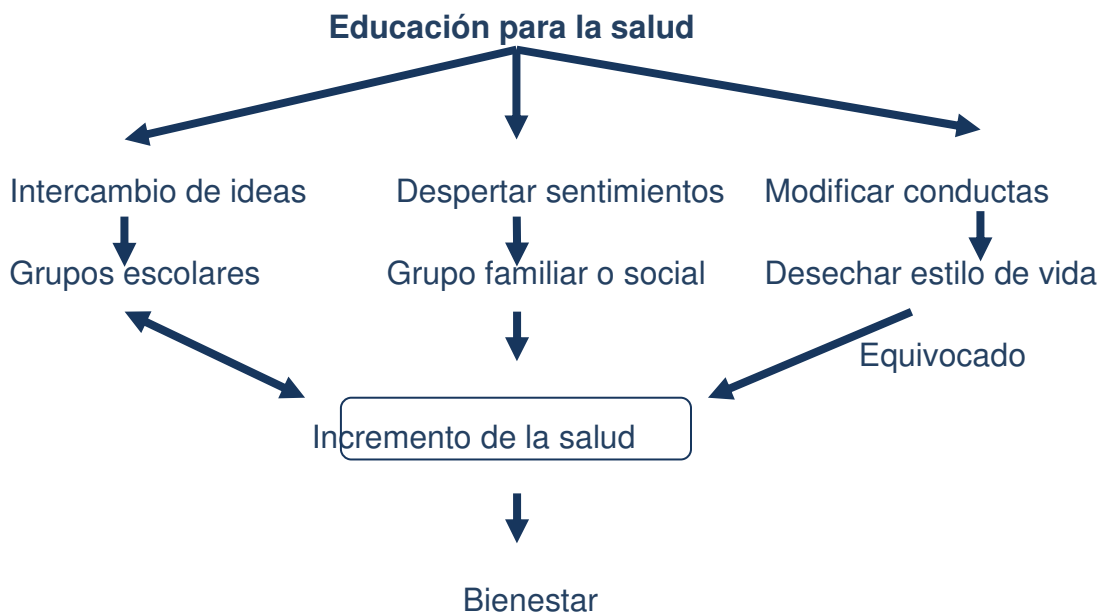 Educación para la salud
Intercambio de ideas
Despertar sentimientos
Modificar conductas
Grupos escolares
Grupo familiar o social
Desechar estilo de vida
Equivocado
Incremento de la salud
Bienestar